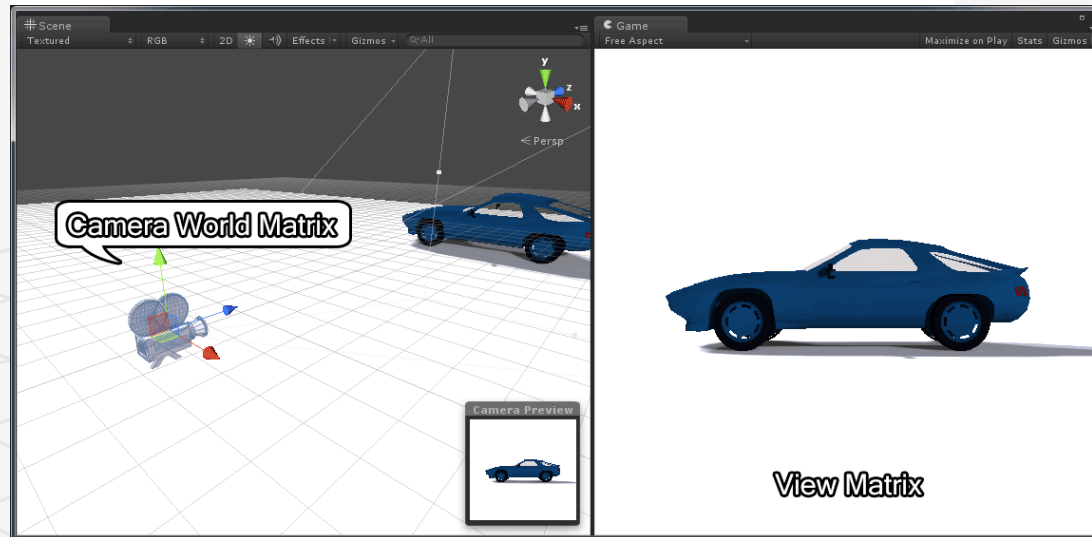 Scene
Textured RGB 2D Effects Gizmos All
y
z
x
Persp
Camera World Matrix
Camera Preview
Game
Free Aspect Maximize on Play Stats Gizmos
View Matrix